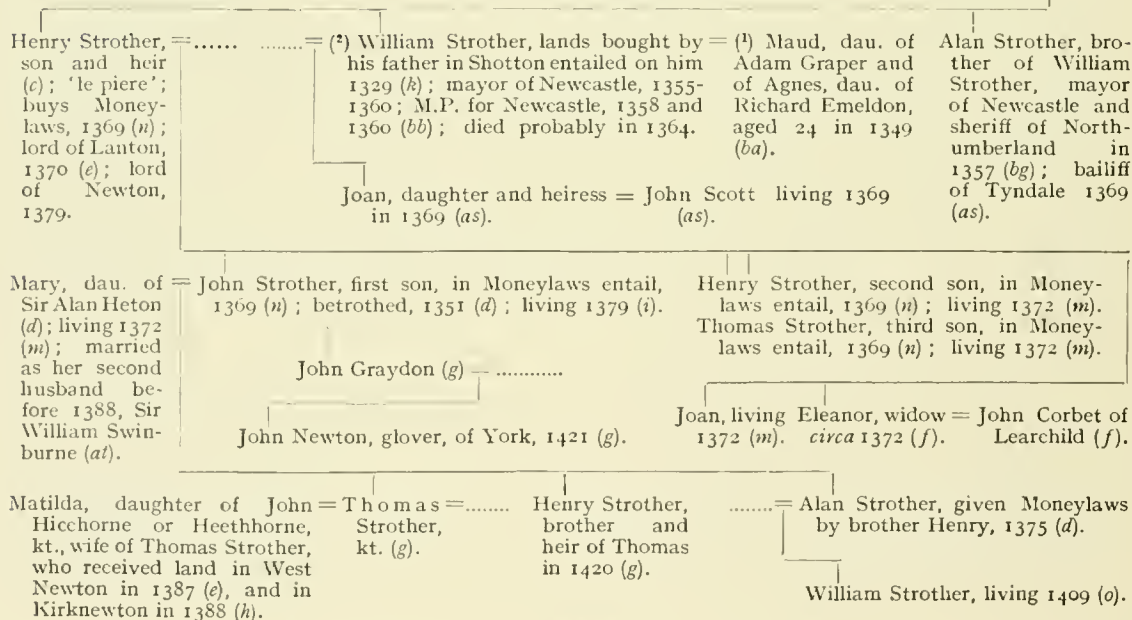 Henry Strother, = ......
son and heir
(c); 'le piere';
buys Money-
laws, 1369 (n);
lord of Lanton,
1370 (e); lord
of Newton,
1379.
........ = (²) William Strother, lands bought by
his father in Shotton entailed on him
1329 (k); mayor of Newcastle, 1355-
1360; M.P. for Newcastle, 1358 and
1360 (bb); died probably in 1364.
= (¹) Maud, dau. of
Adam Graper and
of Agnes, dau. of
Richard Emeldon,
aged 24 in 1349
(ba).
Alan Strother, bro-
ther of William
Strother, mayor
of Newcastle and
sheriff of North-
umberland in
1357 (bg); bailiff
of Tyndale 1369
(as).
Joan, daughter and heiress = John Scott living 1369
in 1369 (as). (as).
Mary, dau. of
Sir Alan Heton
(d); living 1372
(m); married
as her second
husband be-
fore 1388, Sir
William Swin-
burne (at).
= John Strother, first son, in Moneylaws entail,
1369 (n); betrothed, 1351 (d); living 1379 (i).
Henry Strother, second son, in Money-
laws entail, 1369 (n); living 1372 (m).
Thomas Strother, third son, in Money-
laws entail, 1369 (n); living 1372 (m).
John Graydon (g) = ............
John Newton, glover, of York, 1421 (g).
Joan, living
1372 (m).
Eleanor, widow = John Corbet of
circa 1372 (f). Learchild (f).
Matilda, daughter of John
Hicchorne or Heethhorne,
kt., wife of Thomas Strother,
who received land in West
Newton in 1387 (e), and in
Kirknewton in 1388 (h).
= Thomas = ........
Strother,
kt. (g).
Henry Strother,
brother and
heir of Thomas
in 1420 (g).
........ = Alan Strother, given Moneylaws
by brother Henry, 1375 (d).
William Strother, living 1409 (o).